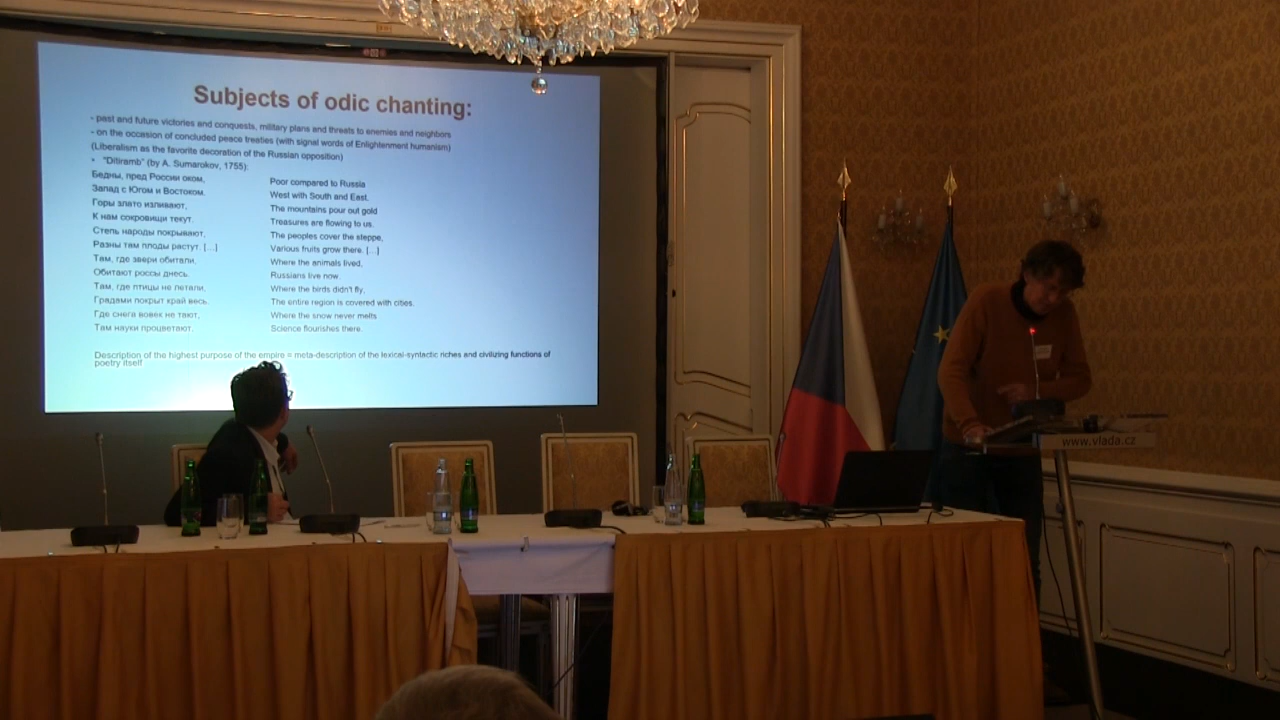 Subjects of odic chanting:
- past and future victories and conquests, military plans and threats to enemies and neighbors
- on the occasion of concluded peace treaties (with signal words of Enlightenment humanism)
(Liberalism as the favorite decoration of the Russian opposition)
• "Ditiramb" (by A. Sumarokov, 1755):
Бедны, пред России оком,
Запад с Югом и Востоком.
Горы злато изливают,
К нам сокровищи текут.
Степь народы покрывают,
Разны там плоды растут. [...]
Там, где звери обитали,
Обитают россы днесь.
Там, где птицы не летали,
Градами покрыт край весь.
Где снега вовек не тают,
Там науки процветают.
Poor compared to Russia
West with South and East.
The mountains pour out gold
Treasures are flowing to us.
The peoples cover the steppe,
Various fruits grow there. [...]
Where the animals lived,
Russians live now.
Where the birds didn't fly,
The entire region is covered with cities,
Where the snow never melts
Science flourishes there.
Description of the highest purpose of the empire = meta-description of the lexical-syntactic riches and civilizing functions of
poetry itself
www.vlada.cz